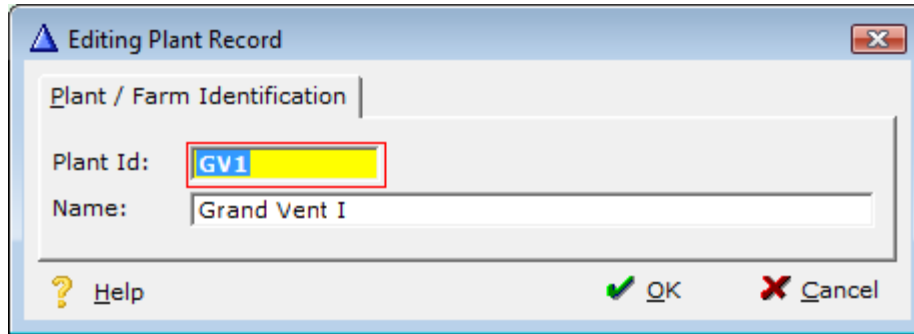 Editing Plant Record
Plant / Farm Identification
Plant Id: GV1
Name: Grand Vent I
Help OK Cancel